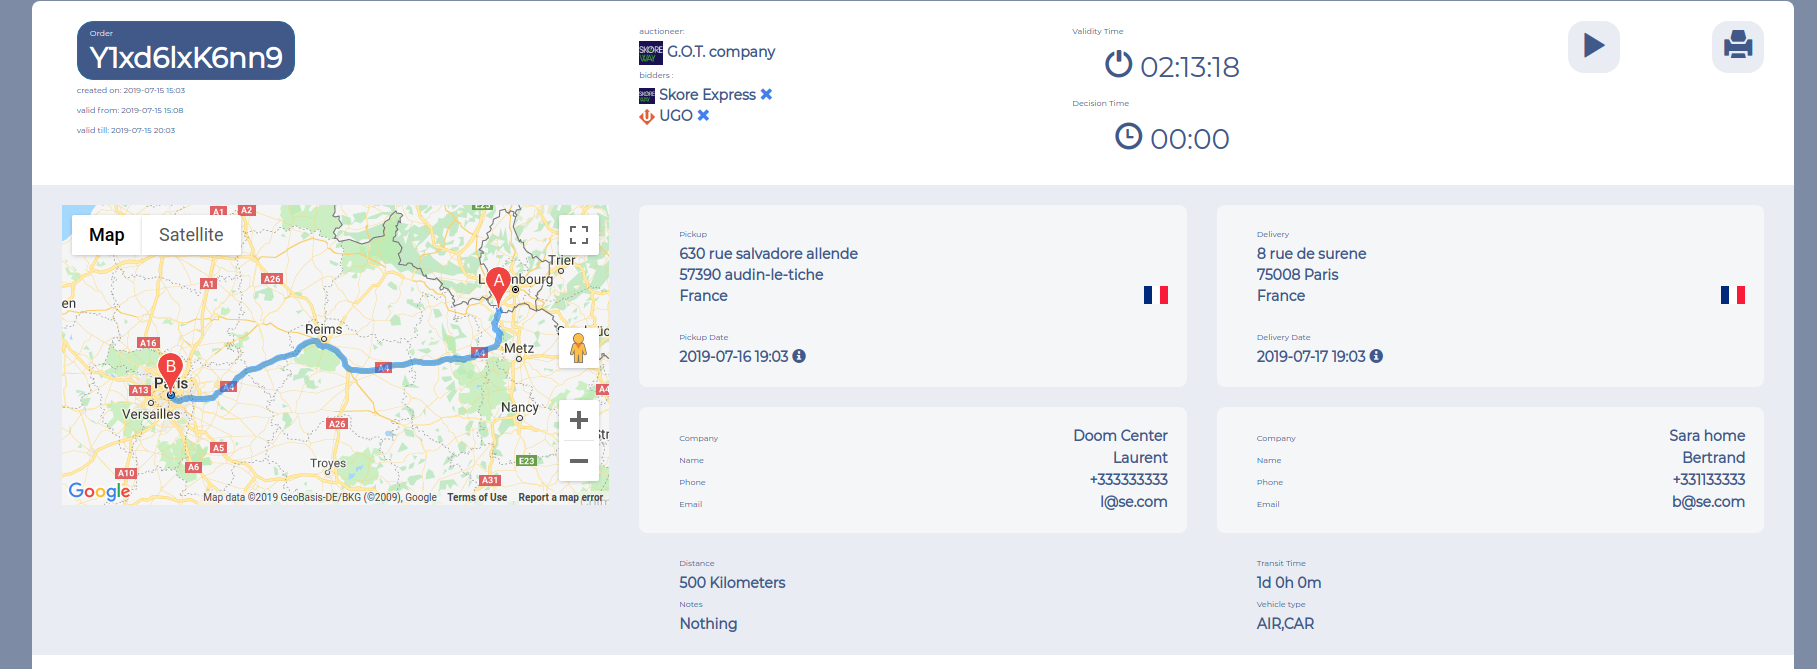 Order
Y1xd6lxK6nn9
created on: 2019-07-15 15:03
valid from: 2019-07-15 15:08
valid till: 2019-07-15 20:03
auctioneer:
SKORE WAY G.O.T. company
bidders :
Skore Express
UGO
Validity Time
02:13:18
Decision Time
00:00
Map Satellite
A1 A2
E25
Trier
A26
A1
A
Luxembourg
en
Reims
A16
Metz
A4
A4
B
Paris
A4
A13
Versailles
Nancy
A26
A5
Troyes
E23
A6
A10
A31
Google
Map data ©2019 GeoBasis-DE/BKG (©2009), Google Terms of Use Report a map error
Pickup
630 rue salvadore allende
57390 audin-le-tiche
France
Pickup Date
2019-07-16 19:03
Delivery
8 rue de surene
75008 Paris
France
Delivery Date
2019-07-17 19:03
Company Doom Center
Name Laurent
Phone +333333333
Email l@se.com
Company Sara home
Name Bertrand
Phone +331133333
Email b@se.com
Distance
500 Kilometers
Notes
Nothing
Transit Time
1d 0h 0m
Vehicle type
AIR,CAR